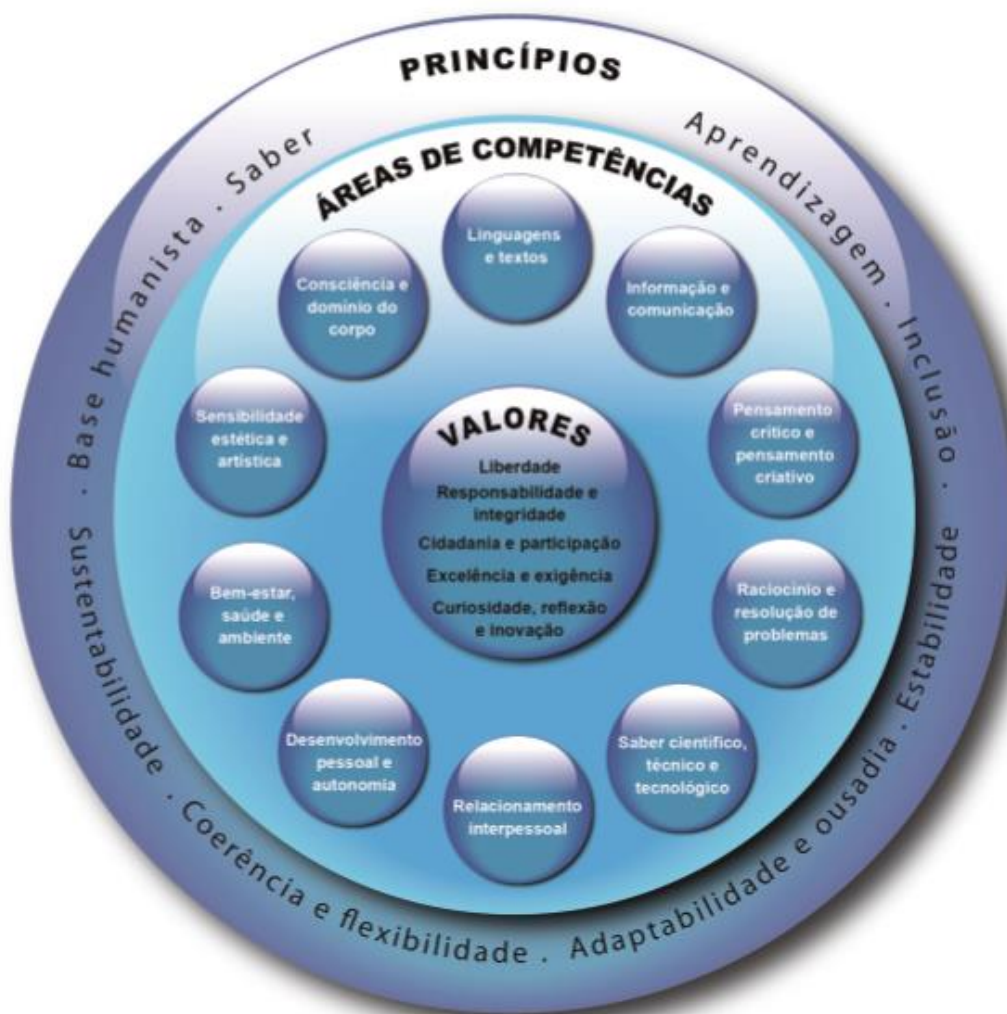 PRINCÍPIOS
Aprendizagem . Inclusão .
Estabilidade
Adaptabilidade e ousadia .
Coerência e flexibilidade .
Sustentabilidade .
. Base humanista . Saber
ÁREAS DE COMPETÊNCIAS
Linguagens
e textos
Informação e
comunicação
Pensamento
crítico e
pensamento
criativo
Raciocínio e
resolução de
problemas
Saber científico,
técnico e
tecnológico
Relacionamento
interpessoal
Desenvolvimento
pessoal e
autonomia
Bem-estar,
saúde e
ambiente
Sensibilidade
estética e
artística
Consciência e
domínio do
corpo
VALORES
Liberdade
Responsabilidade e
integridade
Cidadania e participação
Excelência e exigência
Curiosidade, reflexão
e inovação